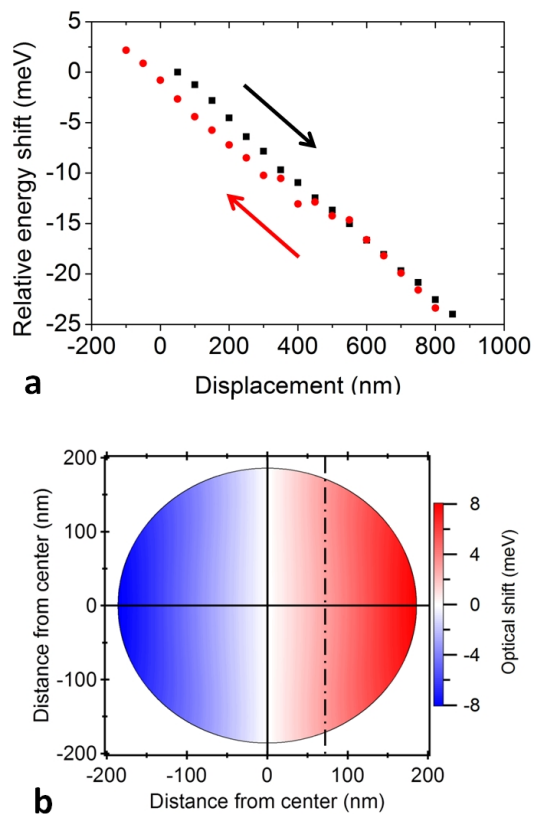 5
0
-5
-10
-15
-20
-25
Relative energy shift (meV)
-200 0 200 400 600 800 1000
Displacement (nm)
a
200
100
0
-100
-200
Distance from center (nm)
-200 -100 0 100 200
Distance from center (nm)
8
4
0
-4
-8
Optical shift (meV)
b